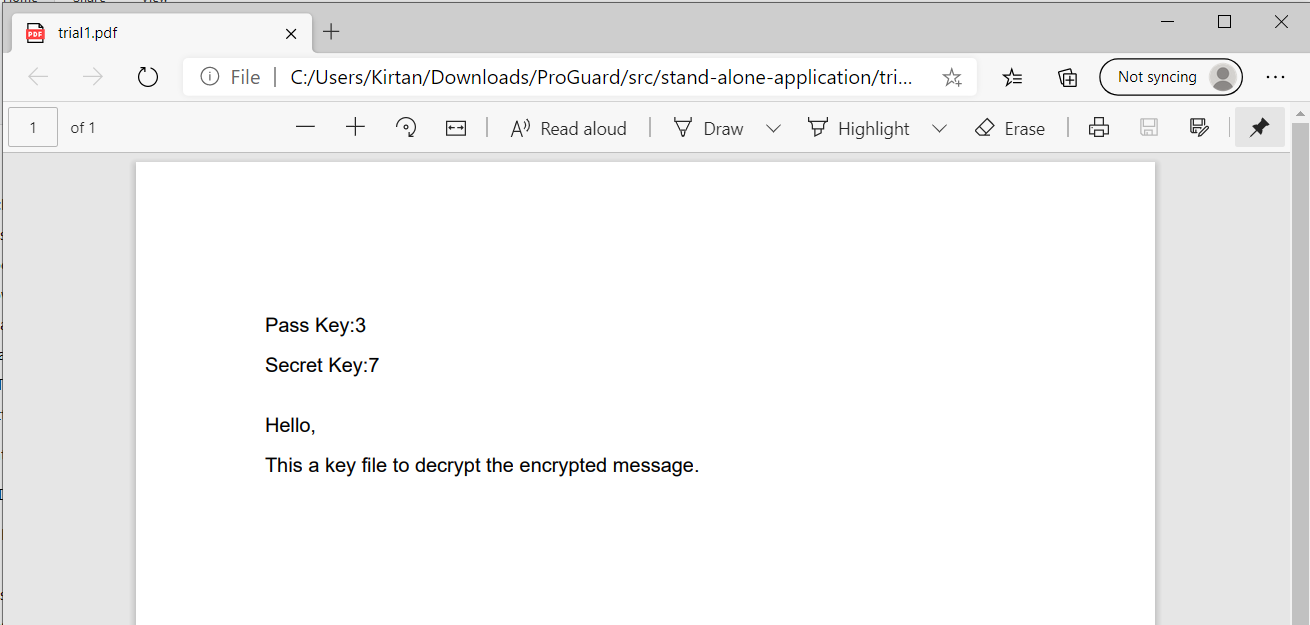 trial1.pdf
File | C:/Users/Kirtan/Downloads/ProGuard/src/stand-alone-application/tri...
Not syncing
1 of 1
Read aloud
Draw
Highlight
Erase
Pass Key:3
Secret Key:7
Hello,
This a key file to decrypt the encrypted message.